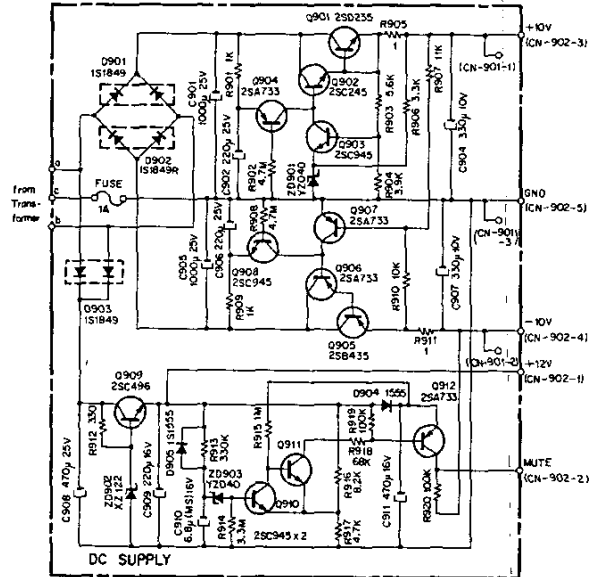 Q901 2SD235
R905
1
+10V
(CN-902-3)
D901
1S1849
C901
1000μ 25V
R901 1K
Q904
2SA733
Q902
2SC245
R903 5.6K
R906 3.3K
R907 11K
(CN-901-1)
C904 330μ 10V
Q903
2SC945
D902
1S1849R
C902 220μ 25V
R902
4.7M
ZD901
YZ040
R904
3.9K
a
from
Trans-
former
c
FUSE
1A
b
GND
(CN-902-5)
R908
4.7M
Q907
2SA733
(CN-901
-3)
C905
1000μ 25V
C906 220μ 25V
Q908
2SC945
Q906
2SA733
R910 10K
C907 330μ 10V
D903
1S1849
R909
1K
Q905
2SB435
R911
1
-10V
(CN-902-4)
(CN-901-2)
+12V
(CN-902-1)
Q909
2SC496
D904 1555
Q912
2SA733
R912 330
D905 1S1555
R913
330K
R915 1M
Q911
R919
100K
R918
68K
C908 470μ 25V
ZD902
XZ122
C909 220μ 16V
ZD903
YZ040
C910
6.8μ (MS) 16V
R914
3.3M
Q910
R916
8.2K
C911 470μ 16V
R920 100K
MUTE
(CN-902-2)
2SC945 x 2
R917
4.7K
DC SUPPLY